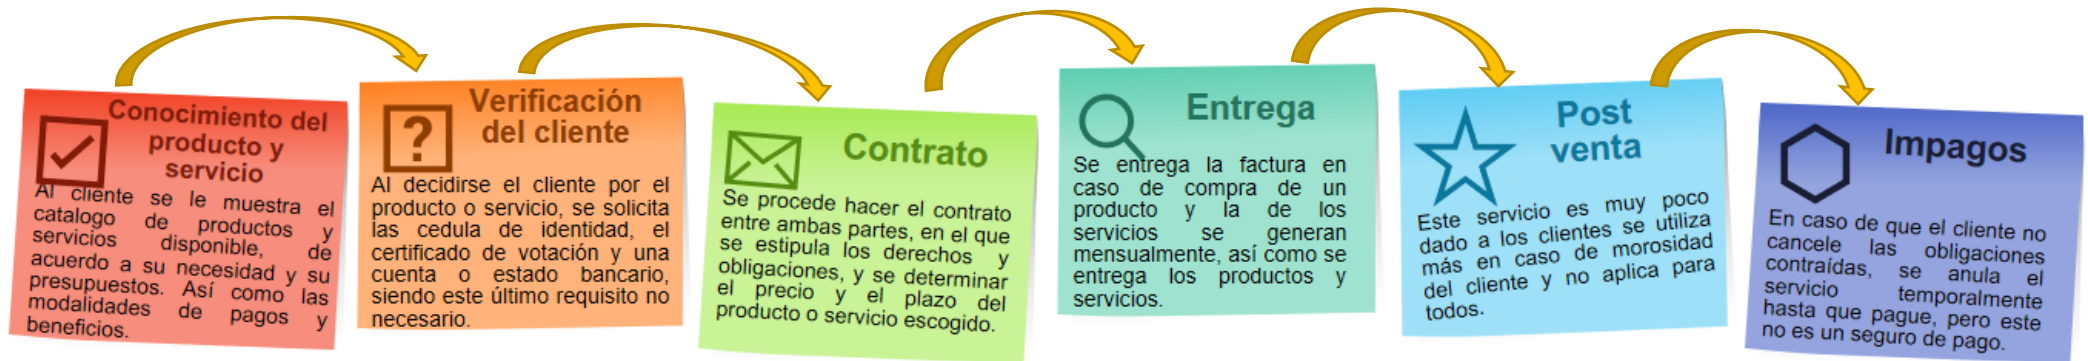 Conocimiento del
producto y
servicio
Al cliente se le muestra el
catalogo de productos y
servicios disponible, de
acuerdo a su necesidad y su
presupuestos. Así como las
modalidades de pagos y
beneficios.
?
Verificación
del cliente
Al decidirse el cliente por el
producto o servicio, se solicita
las cedula de identidad, el
certificado de votación y una
cuenta o estado bancario,
siendo este último requisito no
necesario.
Contrato
Se procede hacer el contrato
entre ambas partes, en el que
se estipula los derechos y
obligaciones, y se determinar
el precio y el plazo del
producto o servicio escogido.
Entrega
Se entrega la factura en
caso de compra de un
producto y la de los
servicios se generan
mensualmente, así como se
entrega los productos y
servicios.
Post
venta
Este servicio es muy poco
dado a los clientes se utiliza
más en caso de morosidad
del cliente y no aplica para
todos.
Impagos
En caso de que el cliente no
cancele las obligaciones
contraídas, se anula el
servicio temporalmente
hasta que pague, pero este
no es un seguro de pago.